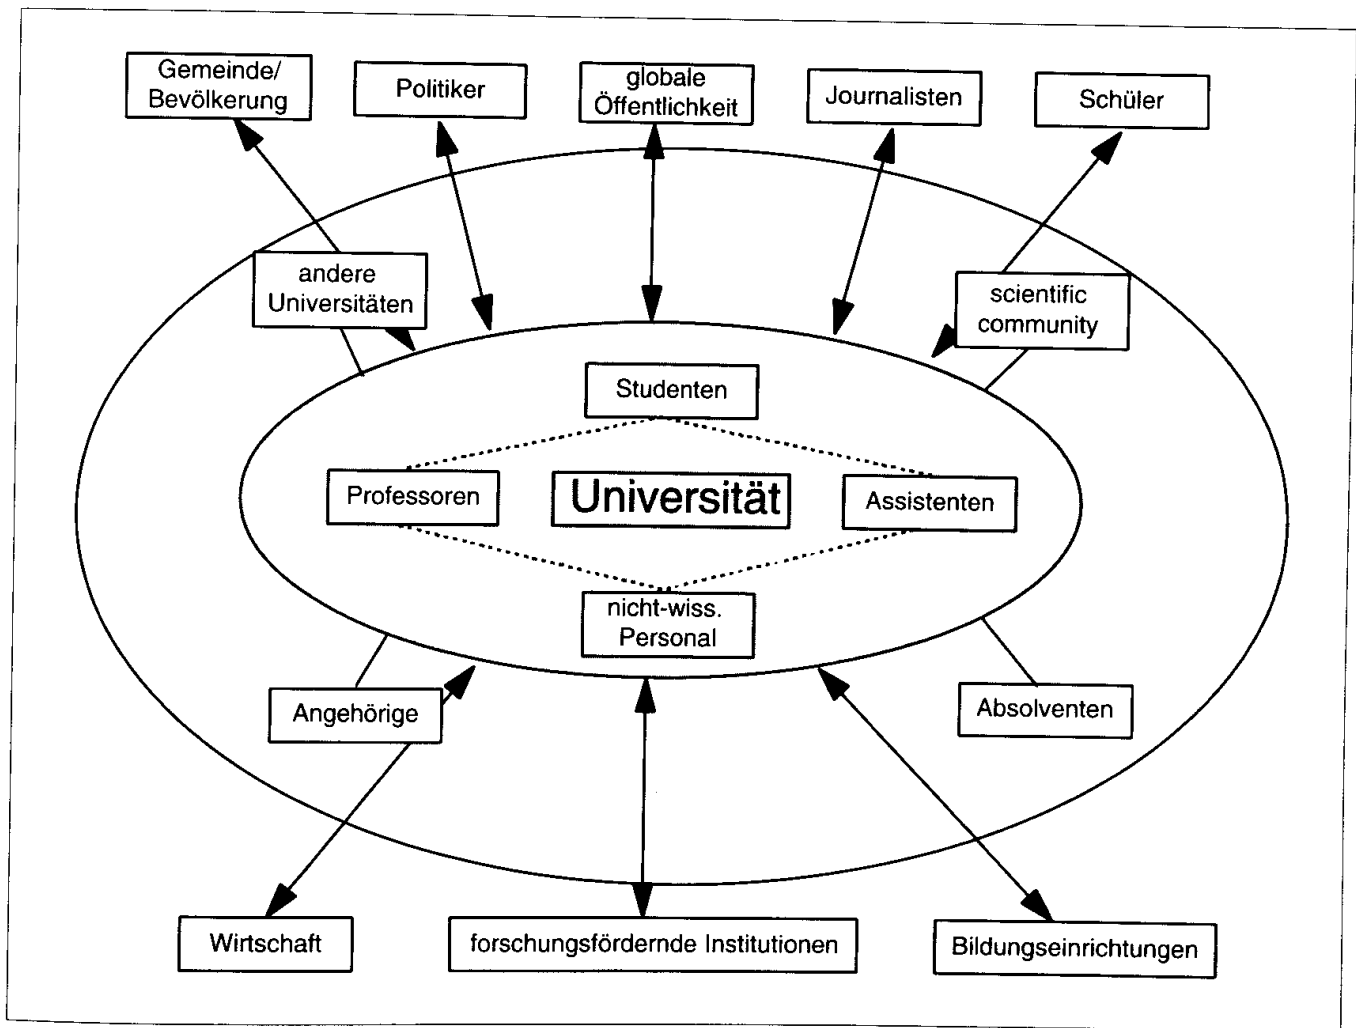 Gemeinde/
Bevölkerung
Politiker
globale
Öffentlichkeit
Journalisten
Schüler
andere
Universitäten
scientific
community
Studenten
Professoren
Universität
Assistenten
nicht-wiss.
Personal
Angehörige
Absolventen
Wirtschaft
forschungsfördernde Institutionen
Bildungseinrichtungen